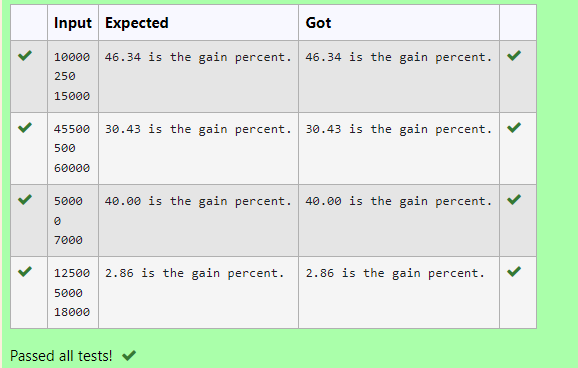 Input Expected Got
10000 46.34 is the gain percent. 46.34 is the gain percent.
250
15000
45500 30.43 is the gain percent. 30.43 is the gain percent.
500
60000
5000 40.00 is the gain percent. 40.00 is the gain percent.
0
7000
12500 2.86 is the gain percent. 2.86 is the gain percent.
5000
18000
Passed all tests!